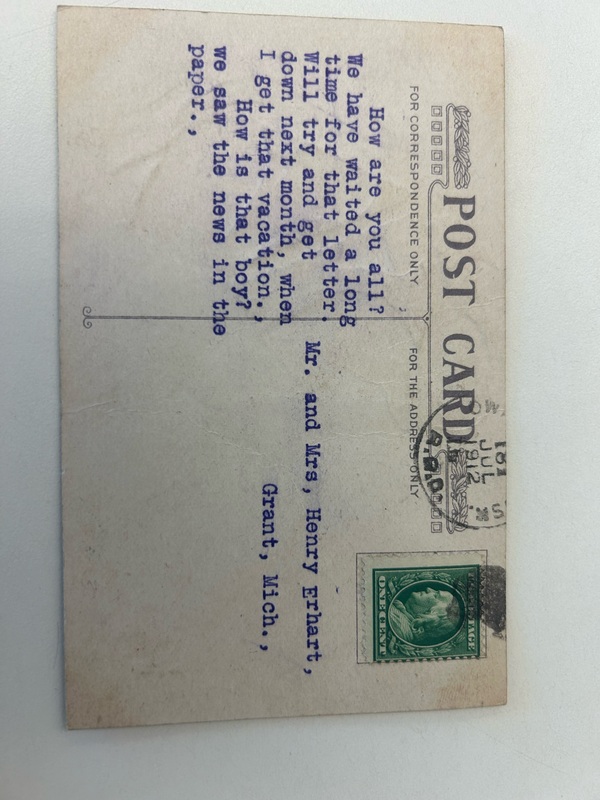 POST CARD
FOR CORRESPONDENCE ONLY
FOR THE ADDRESS ONLY
How are you all?
We have waited a long
time for that letter.
Will try and get
down next month, when
I get that vacation.,
How is that boy?
we saw the news in the
paper.,
Mr. and Mrs, Henry Erhart,
Grant, Mich.,
JUL
1912
R.P.O.
ONE CENT